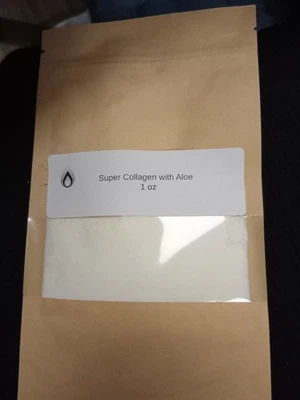 Super Collagen with Aloe
1 oz